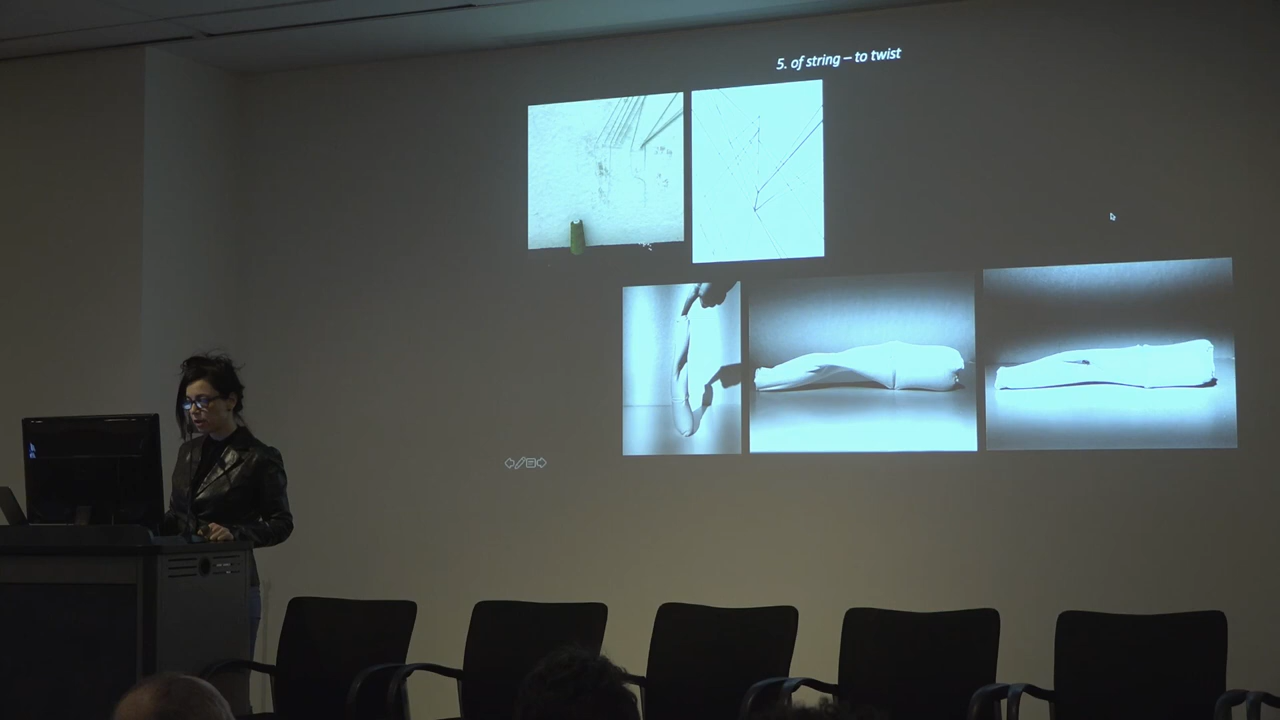 5. of string – to twist